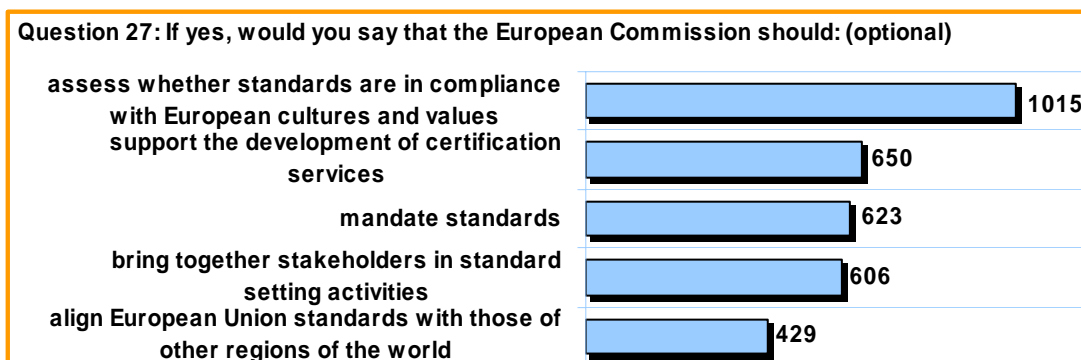 Question 27: If yes, would you say that the European Commission should: (optional)
assess whether standards are in compliance
with European cultures and values
1015
support the development of certification
services
650
mandate standards
623
bring together stakeholders in standard
setting activities
606
align European Union standards with those of
other regions of the world
429